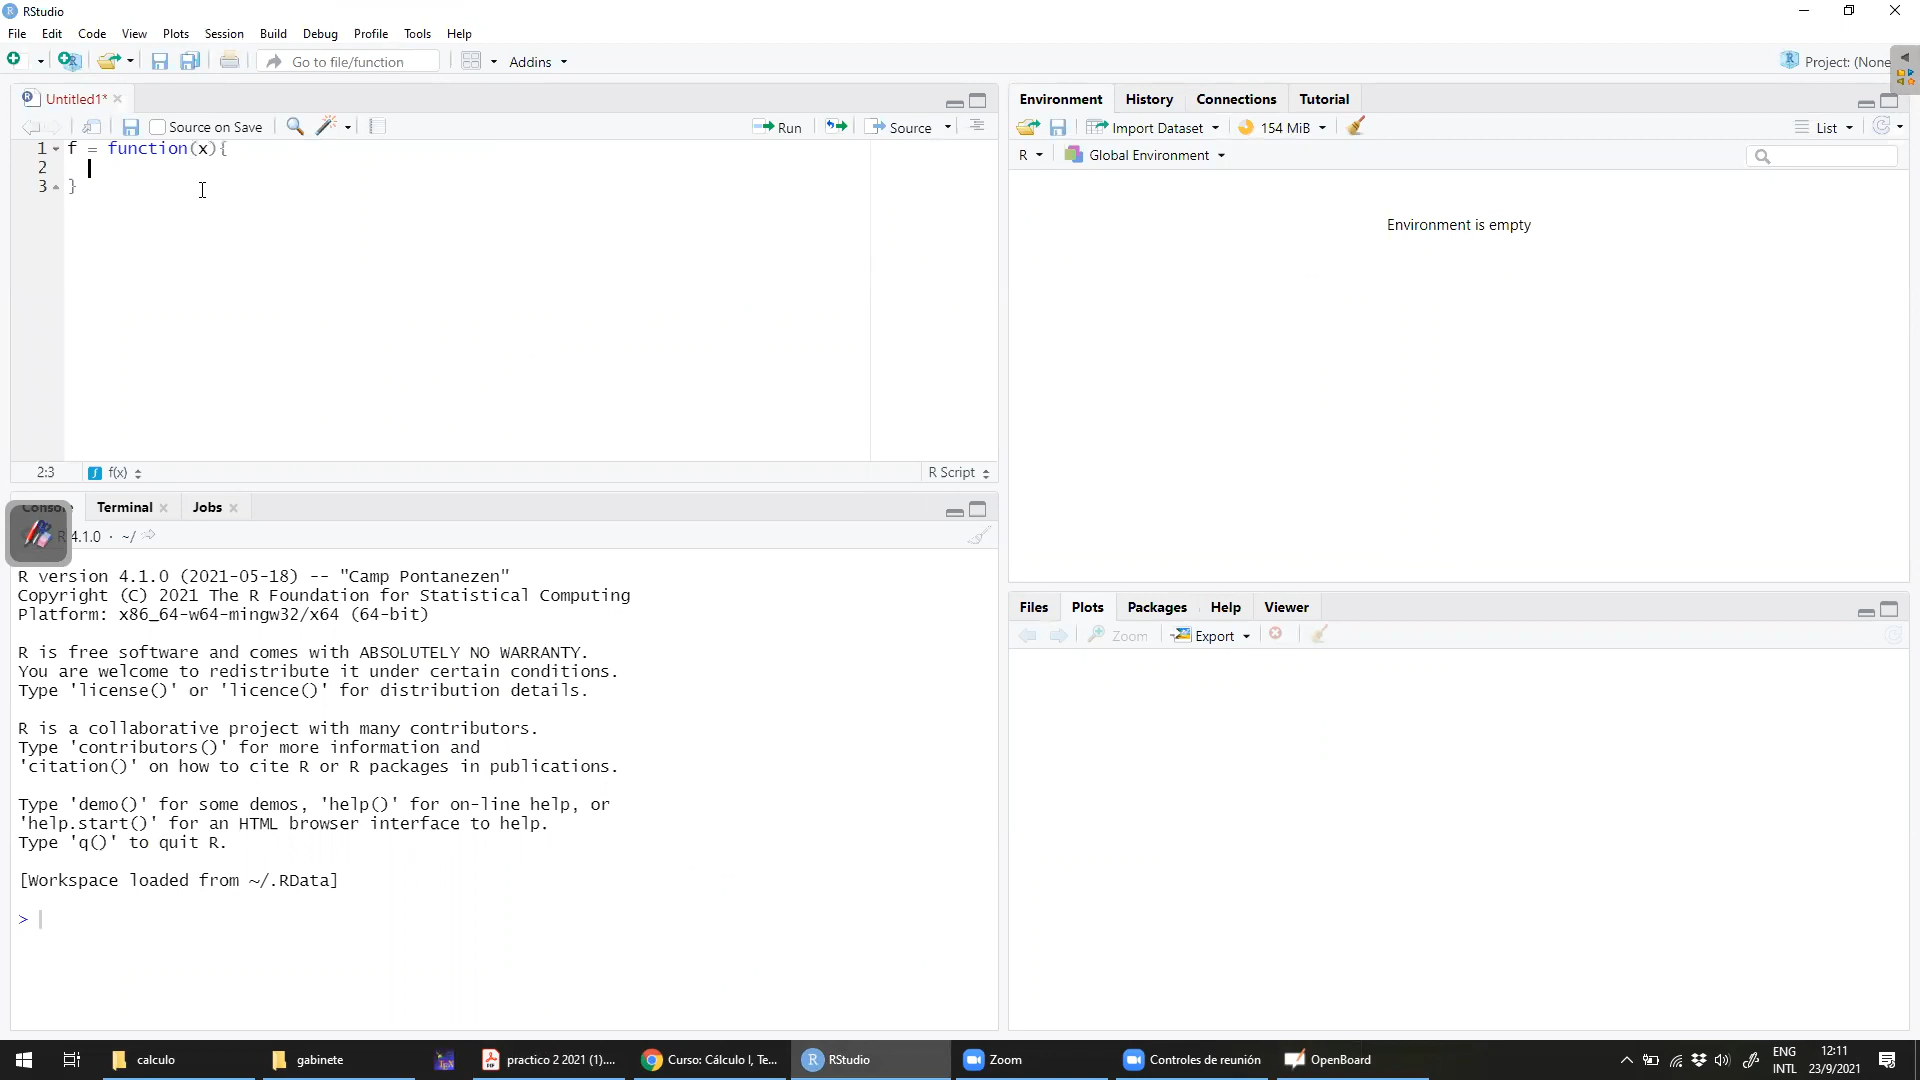 RStudio
File Edit Code View Plots Session Build Debug Profile Tools Help
Go to file/function Addins Project: (None
Untitled1*
Source on Save Run Source
1 f = function(x){
2
3 }
2:3 f(x) R Script
Console Terminal Jobs
R 4.1.0 · ~/
R version 4.1.0 (2021-05-18) -- "Camp Pontanezen"
Copyright (C) 2021 The R Foundation for Statistical Computing
Platform: x86_64-w64-mingw32/x64 (64-bit)
R is free software and comes with ABSOLUTELY NO WARRANTY.
You are welcome to redistribute it under certain conditions.
Type 'license()' or 'licence()' for distribution details.
R is a collaborative project with many contributors.
Type 'contributors()' for more information and
'citation()' on how to cite R or R packages in publications.
Type 'demo()' for some demos, 'help()' for on-line help, or
'help.start()' for an HTML browser interface to help.
Type 'q()' to quit R.
[Workspace loaded from ~/.RData]
>
Environment History Connections Tutorial
Import Dataset 154 MiB List
R Global Environment
Environment is empty
Files Plots Packages Help Viewer
Zoom Export
calculo gabinete practico 2 2021 (1).... Curso: Cálculo I, Te... RStudio Zoom Controles de reunión OpenBoard
ENG 12:11
INTL 23/9/2021